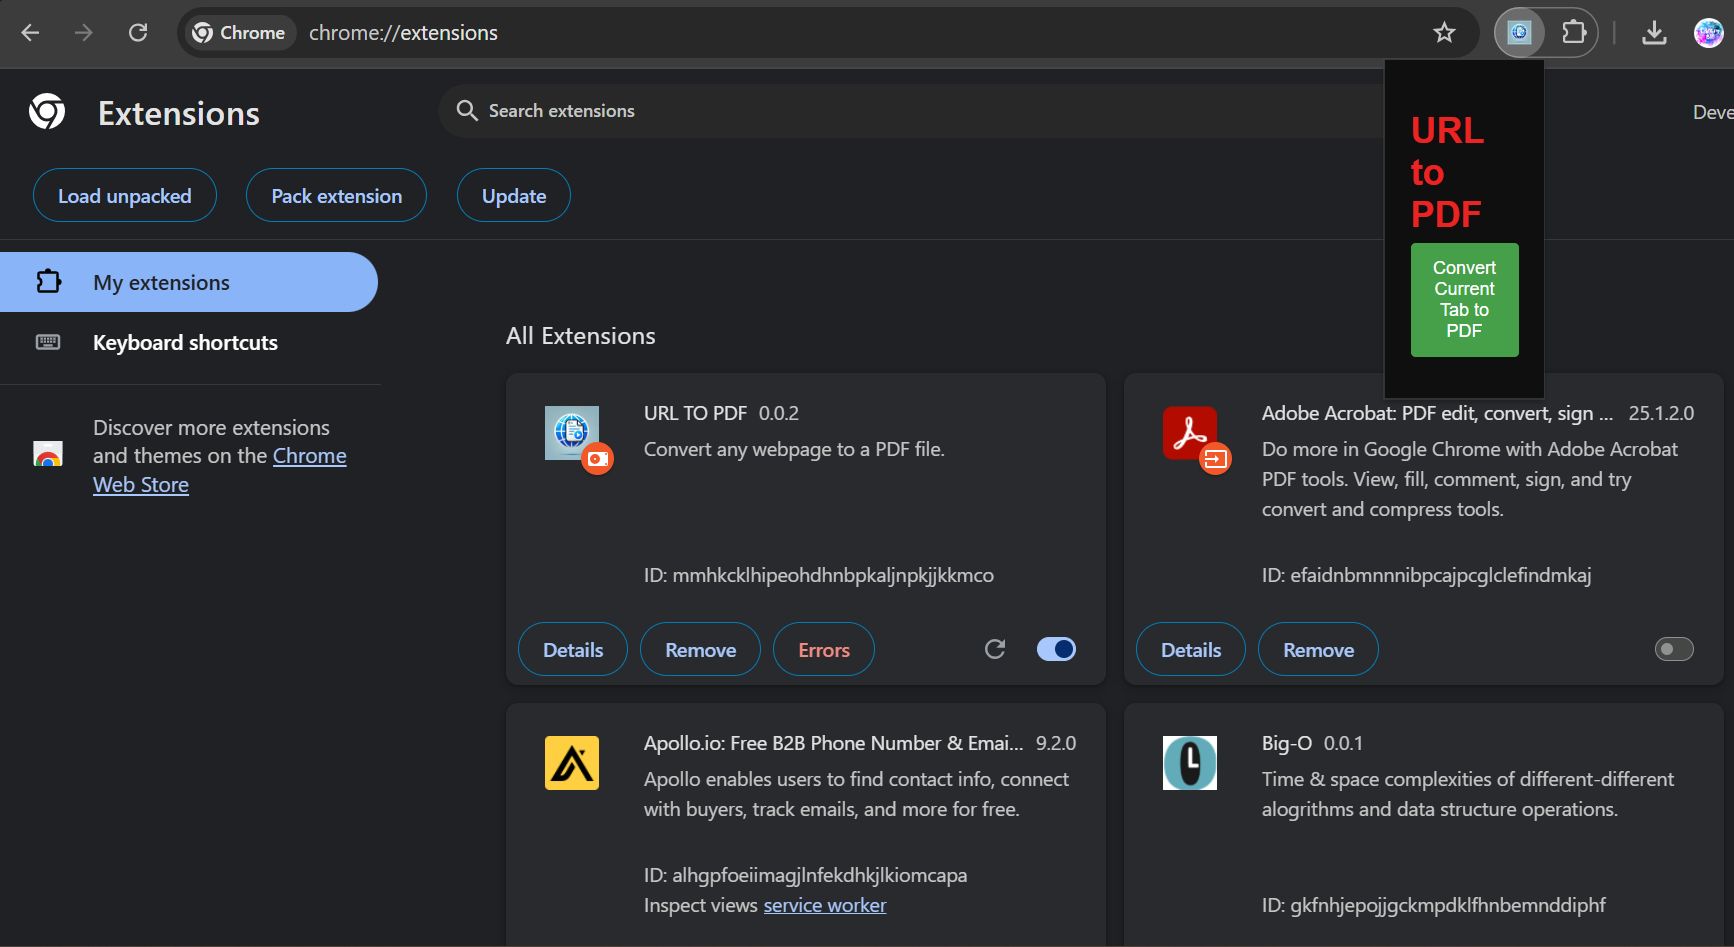 Chrome
chrome://extensions
Extensions
Search extensions
Deve
Load unpacked
Pack extension
Update
URL
to
PDF
Convert
Current
Tab to
PDF
My extensions
Keyboard shortcuts
Discover more extensions
and themes on the Chrome
Web Store
All Extensions
URL TO PDF 0.0.2
Convert any webpage to a PDF file.
ID: mmhkcklhipeohdhnbpkaljnpkjjkkmco
Details
Remove
Errors
Adobe Acrobat: PDF edit, convert, sign ... 25.1.2.0
Do more in Google Chrome with Adobe Acrobat
PDF tools. View, fill, comment, sign, and try
convert and compress tools.
ID: efaidnbmnnnibpcajpcglclefindmkaj
Details
Remove
Apollo.io: Free B2B Phone Number & Emai... 9.2.0
Apollo enables users to find contact info, connect
with buyers, track emails, and more for free.
ID: alhgpfoeiimagjlnfekdhkjlkiomcapa
Inspect views service worker
Big-O 0.0.1
Time & space complexities of different-different
alogrithms and data structure operations.
ID: gkfnhjepojjgckmpdklfhnbemnddiphf